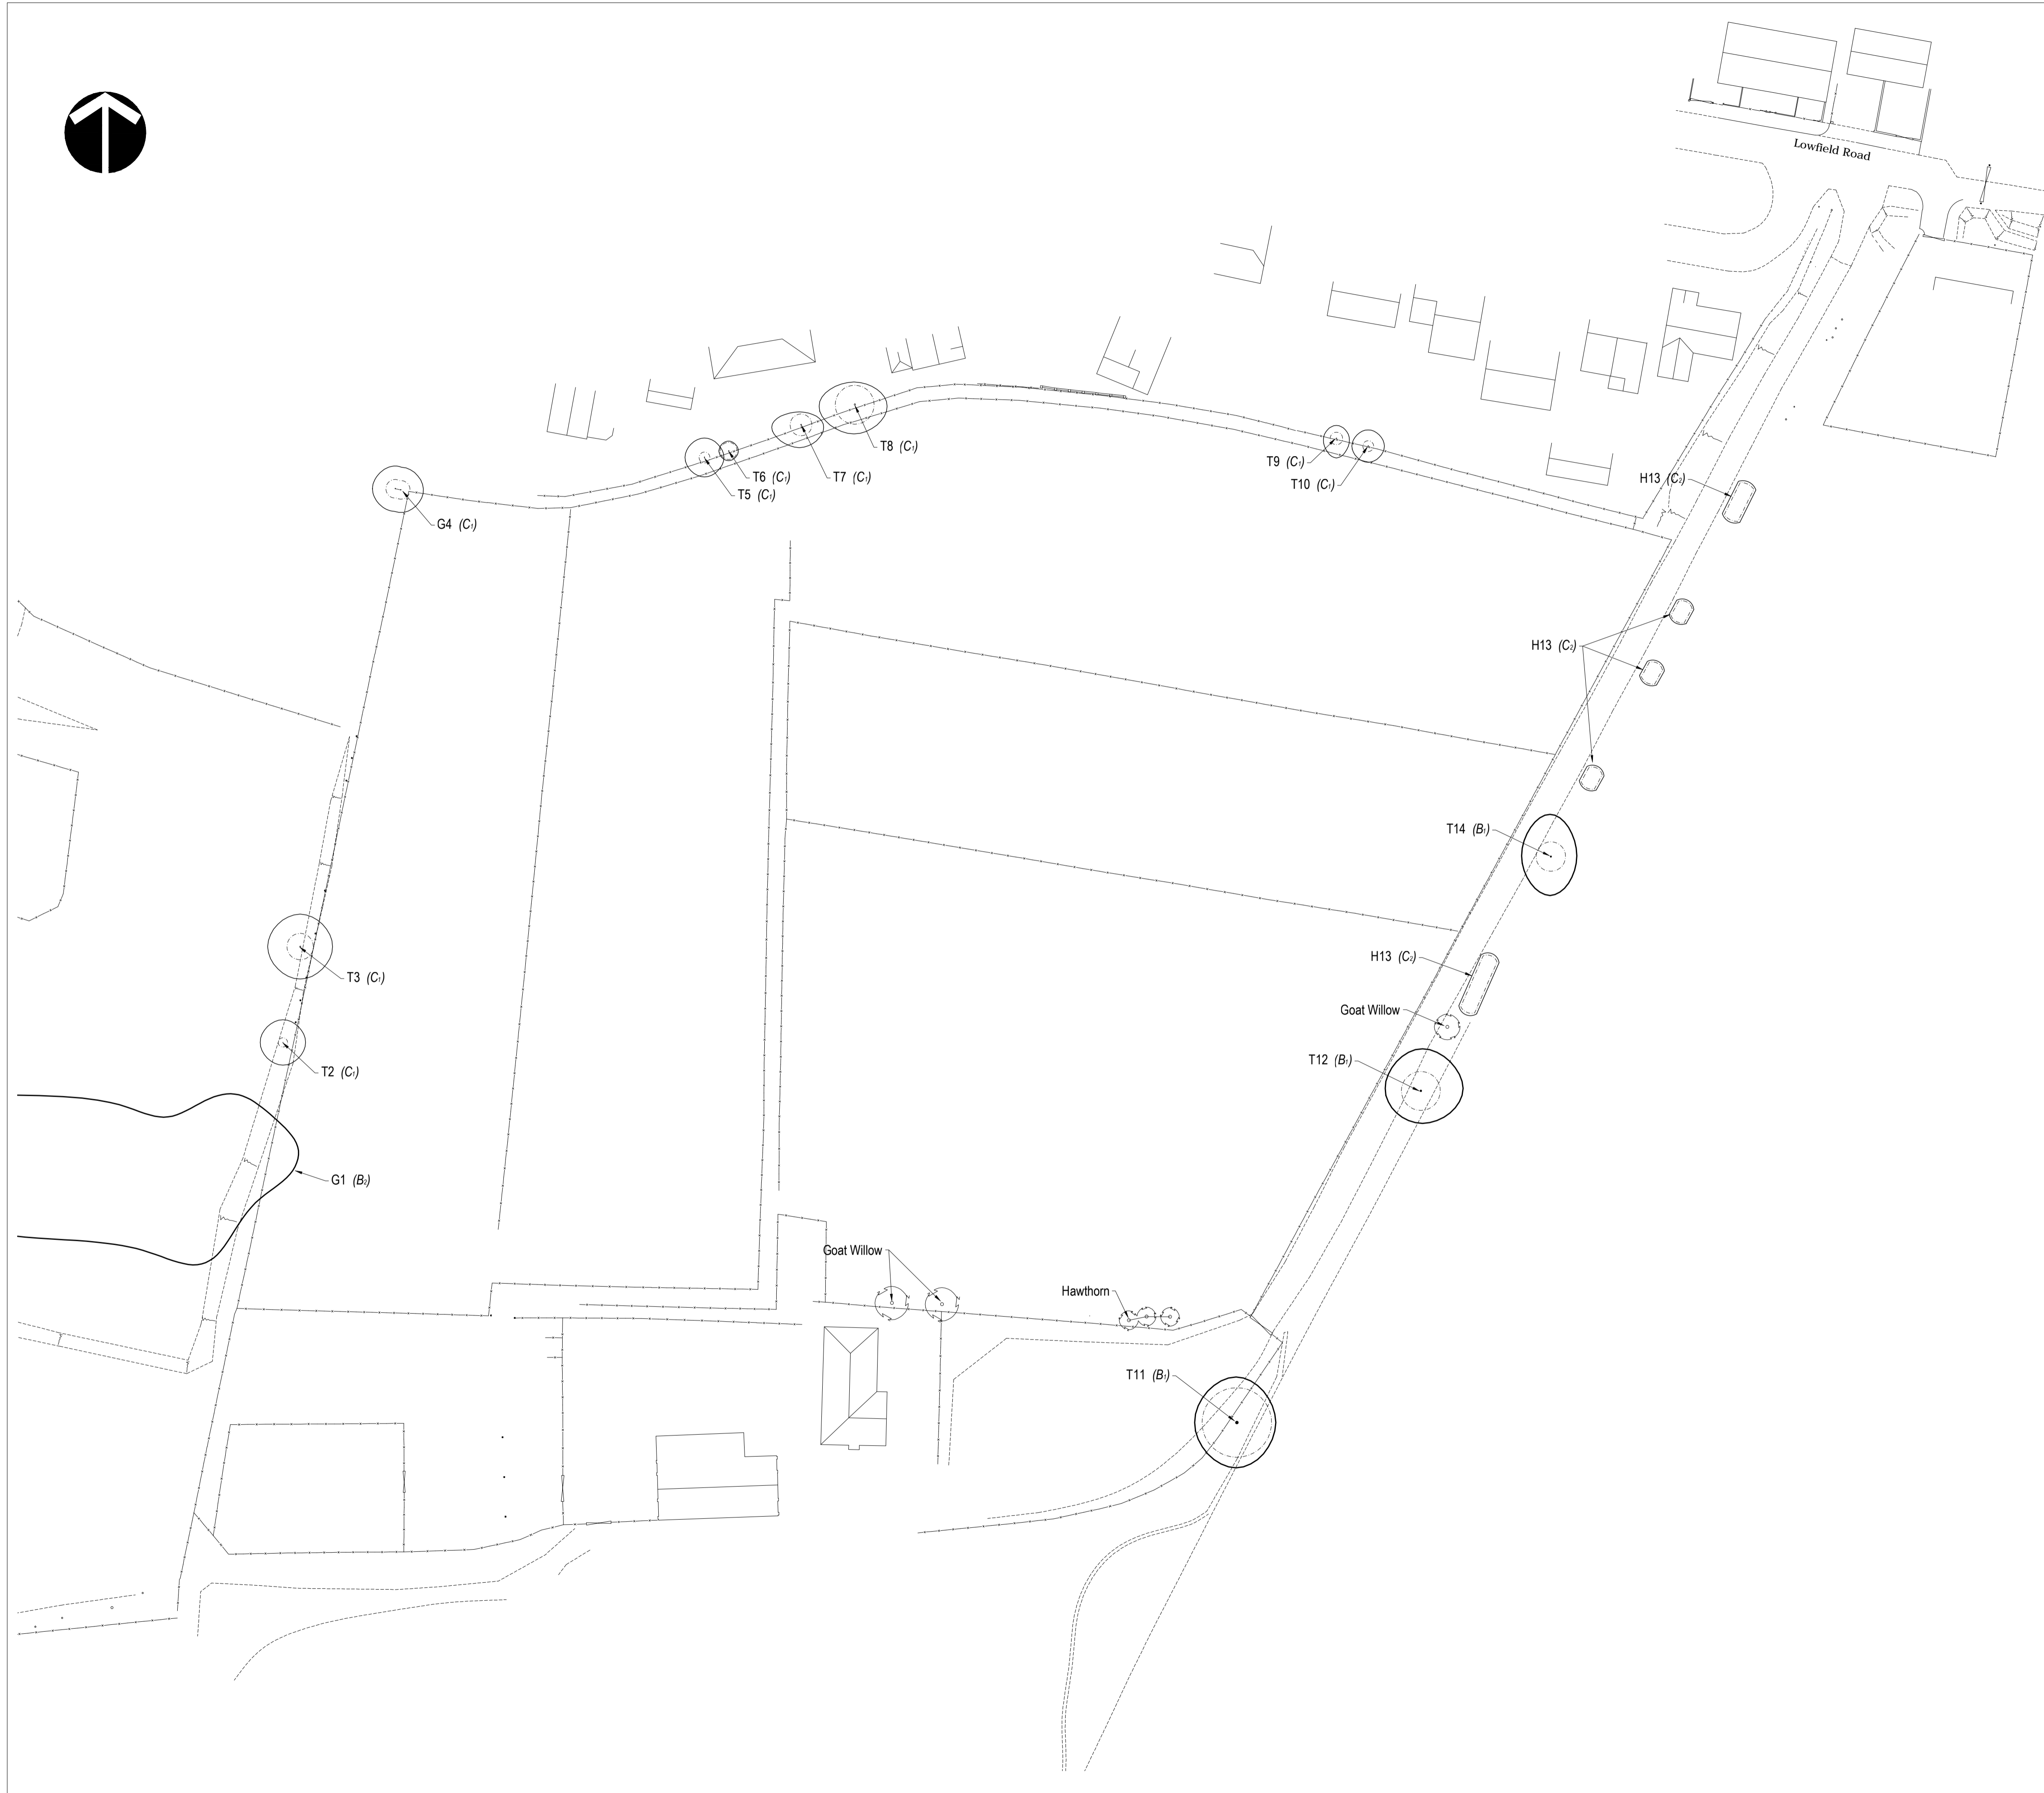 Lowfield Road
T8 (C₁)
T9 (C₁)
T6 (C₁)
T7 (C₁)
H13 (C₂)
T10 (C₁)
T5 (C₁)
G4 (C₁)
H13 (C₂)
T14 (B₁)
H13 (C₂)
T3 (C₁)
Goat Willow
T12 (B₁)
T2 (C₁)
G1 (B₂)
Goat Willow
Hawthorn
T11 (B₁)